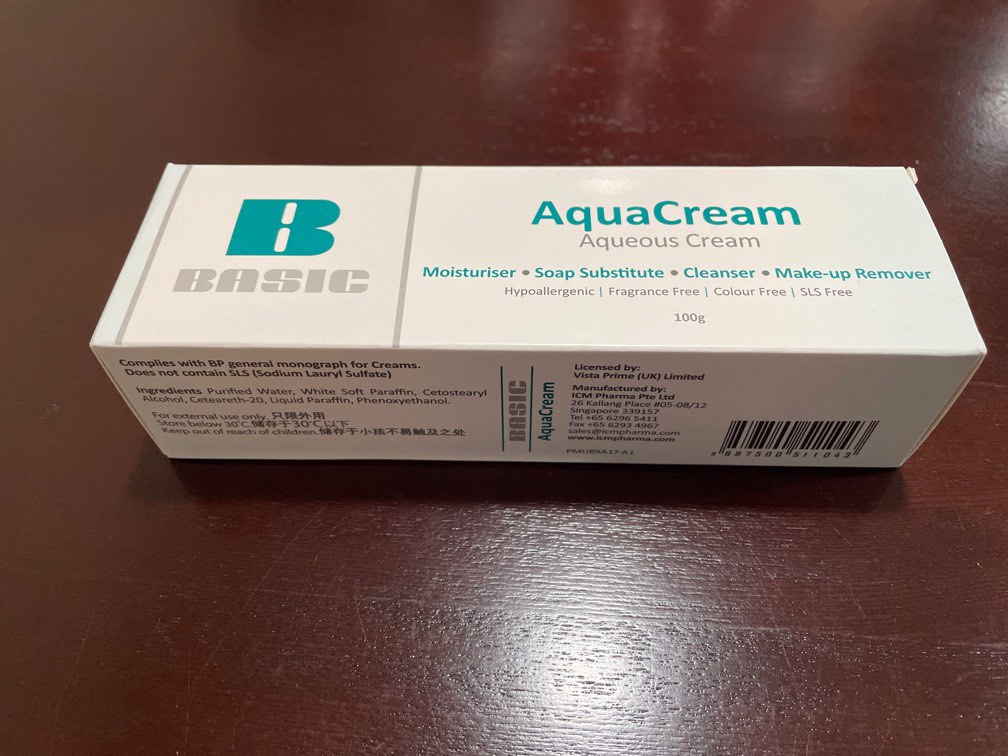 B
BASIC
AquaCream
Aqueous Cream
Moisturiser • Soap Substitute • Cleanser • Make-up Remover
Hypoallergenic | Fragrance Free | Colour Free | SLS Free
100g
Complies with BP general monograph for Creams.
Does not contain SLS (Sodium Lauryl Sulfate)
Ingredients Purified Water, White Soft Paraffin, Cetostearyl
Alcohol, Ceteareth-20, Liquid Paraffin, Phenoxyethanol.
For external use only. 只限外用
Store below 30°C. 储存于30°C以下
Keep out of reach of children. 储存于小孩不易触及之处
BASIC
AquaCream
Licensed by:
Vista Prime (UK) Limited
Manufactured by:
ICM Pharma Pte Ltd
26 Kallang Place #05-08/12
Singapore 339157
Tel +65 6296 5411
Fax +65 6293 4967
sales@icmpharma.com
www.icmpharma.com
PMUBXA17-A1
8 887500 511043